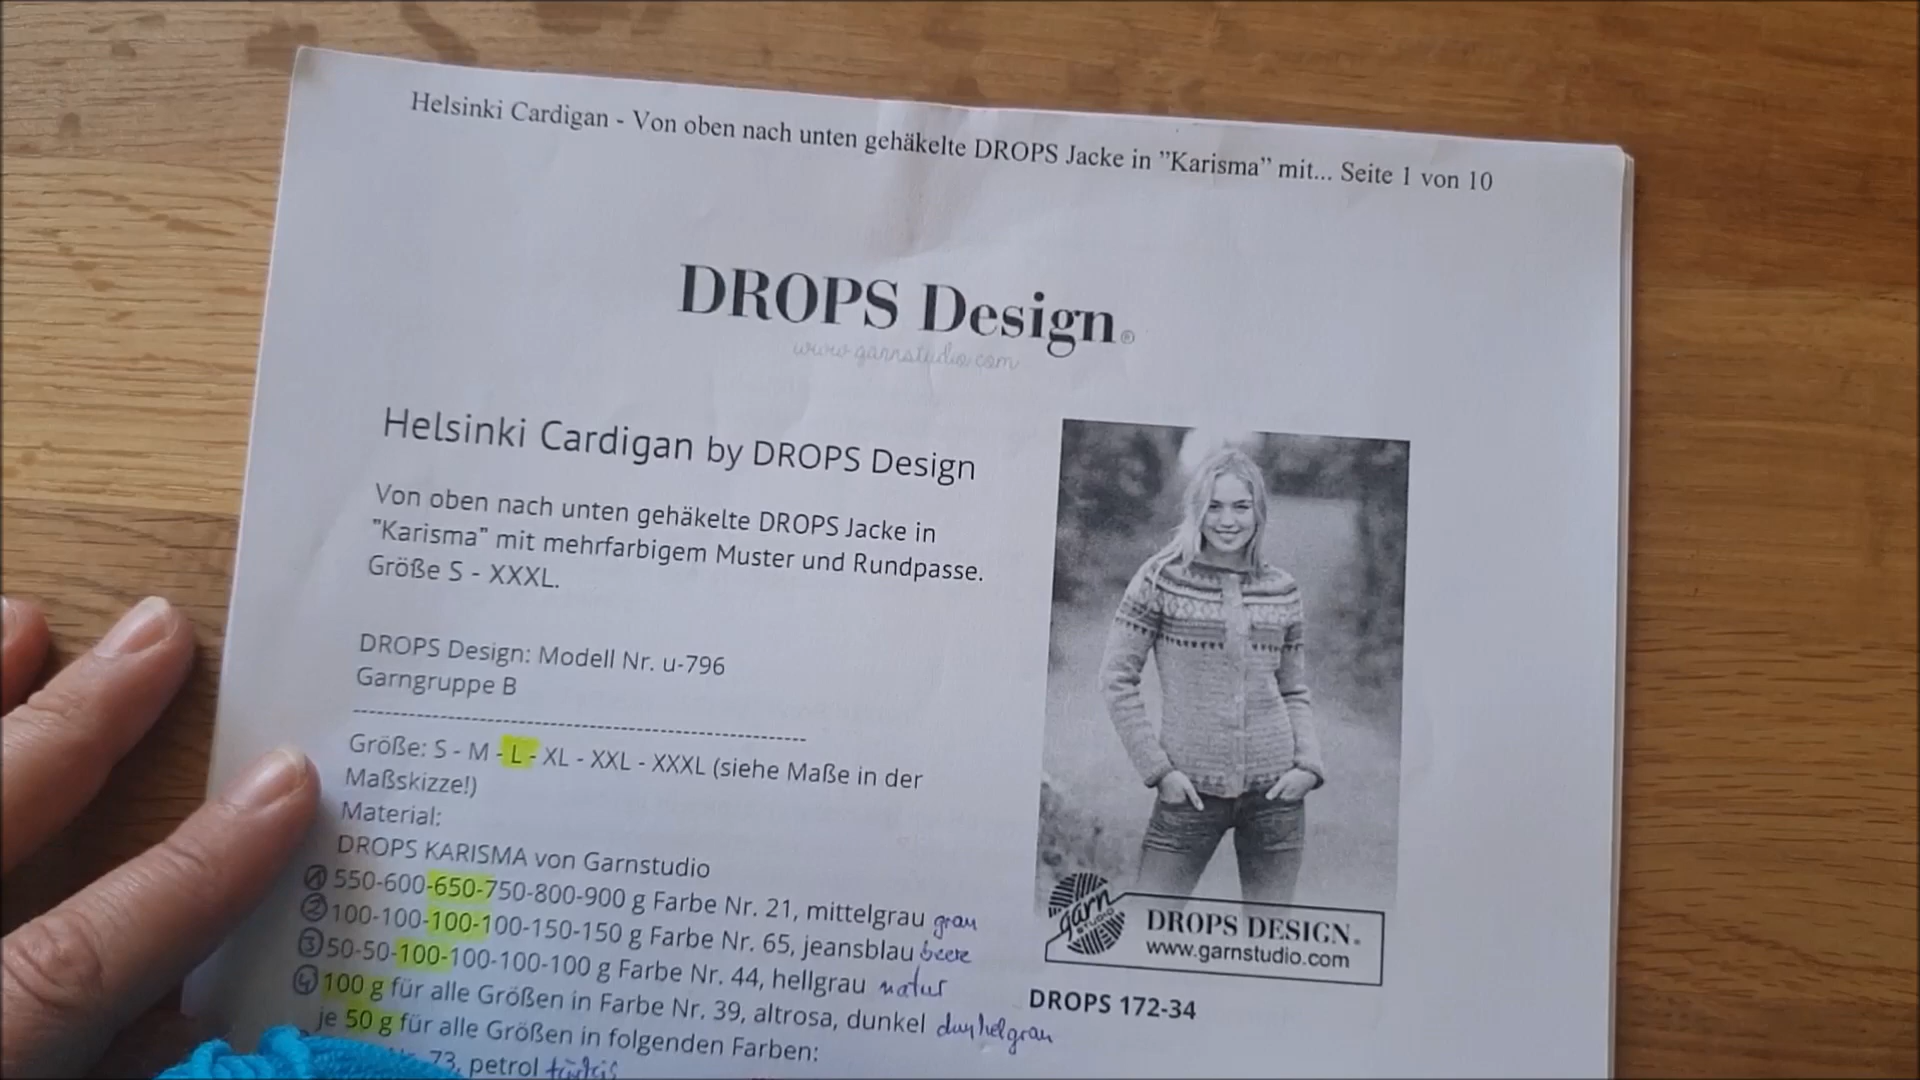 Helsinki Cardigan - Von oben nach unten gehäkelte DROPS Jacke in ”Karisma” mit... Seite 1 von 10
DROPS Design®
www.garnstudio.com
Helsinki Cardigan by DROPS Design
Von oben nach unten gehäkelte DROPS Jacke in
"Karisma" mit mehrfarbigem Muster und Rundpasse.
Größe S - XXXL.
DROPS Design: Modell Nr. u-796
Garngruppe B
Größe: S - M - L - XL - XXL - XXXL (siehe Maße in der
Maßskizze!)
Material:
DROPS KARISMA von Garnstudio
① 550-600-650-750-800-900 g Farbe Nr. 21, mittelgrau grau
② 100-100-100-100-150-150 g Farbe Nr. 65, jeansblau beere
③ 50-50-100-100-100-100 g Farbe Nr. 44, hellgrau natur
④ 100 g für alle Größen in Farbe Nr. 39, altrosa, dunkel dunkelgrau
je 50 g für alle Größen in folgenden Farben:
73, petrol türkis
garn STUDIO
DROPS DESIGN®
www.garnstudio.com
DROPS 172-34